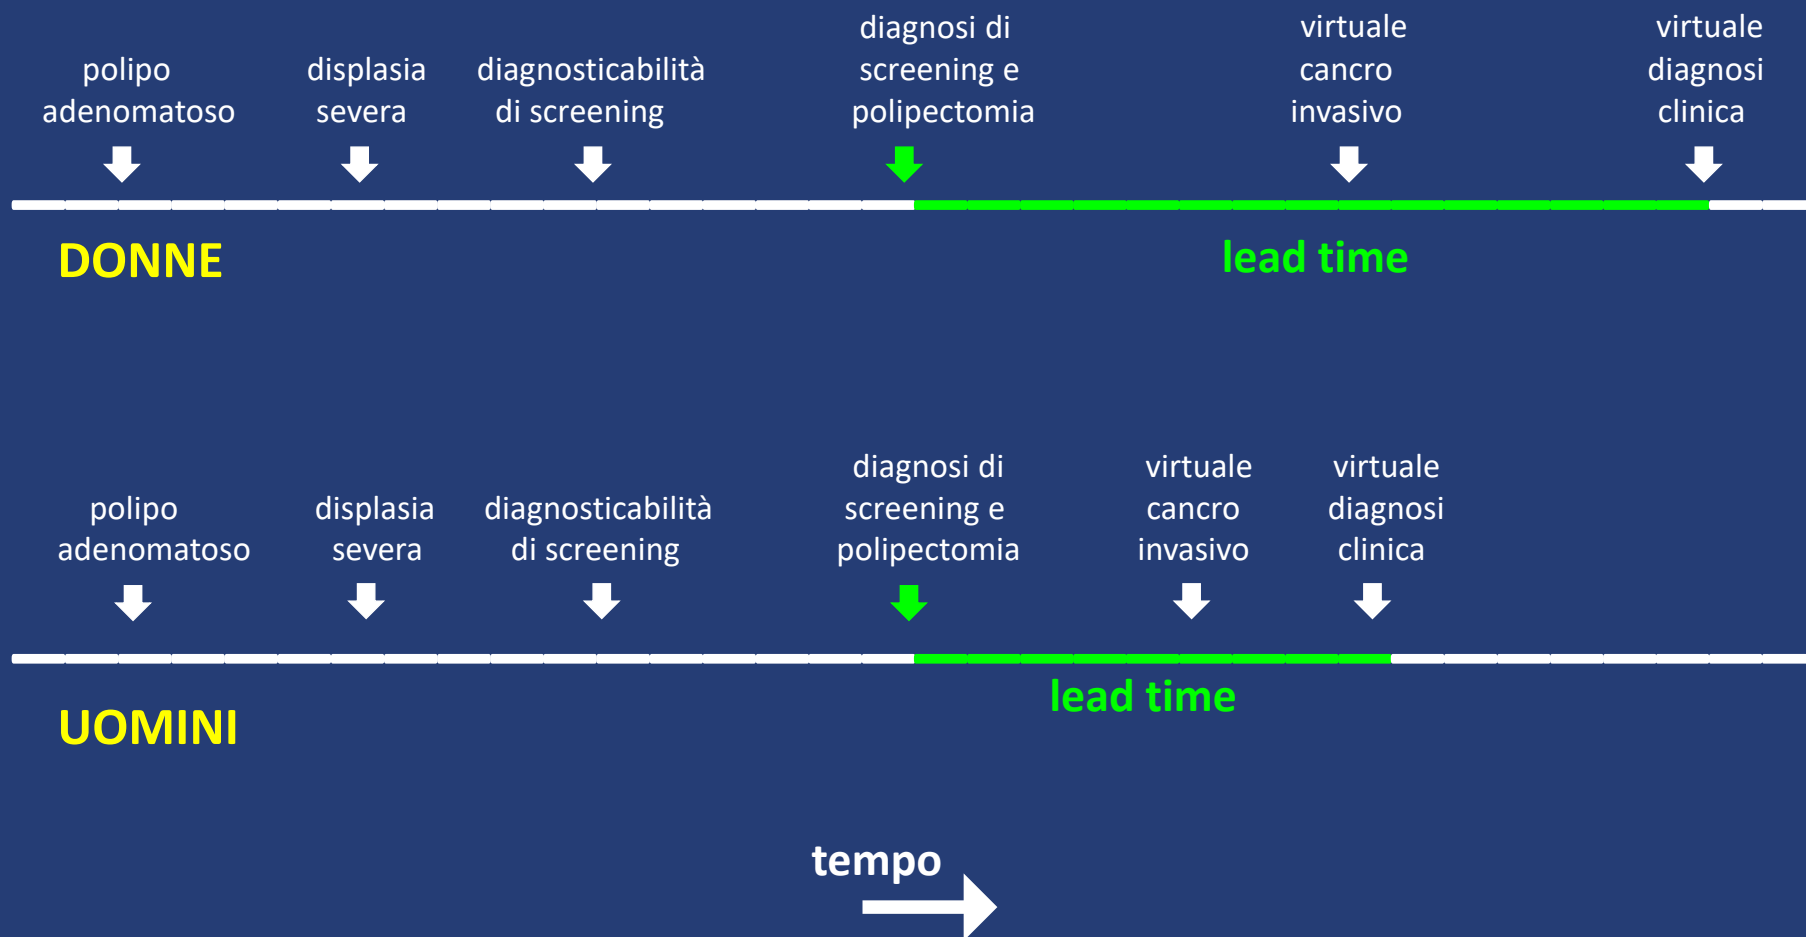 polipo
adenomatoso
displasia
severa
diagnosticabilità
di screening
diagnosi di
screening e
polipectomia
virtuale
cancro
invasivo
virtuale
diagnosi
clinica
DONNE
lead time
polipo
adenomatoso
displasia
severa
diagnosticabilità
di screening
diagnosi di
screening e
polipectomia
virtuale
cancro
invasivo
virtuale
diagnosi
clinica
lead time
UOMINI
tempo